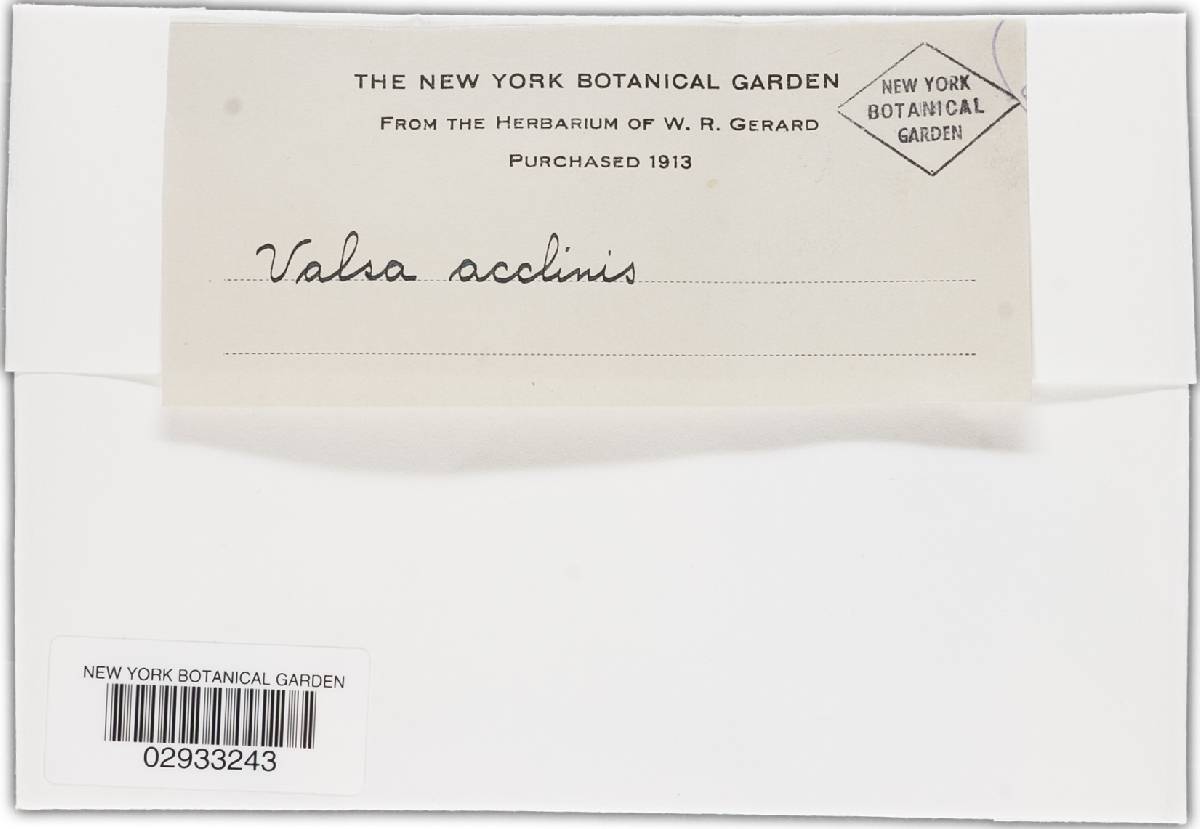 THE NEW YORK BOTANICAL GARDEN
FROM THE HERBARIUM OF W. R. GERARD
PURCHASED 1913
NEW YORK
BOTANICAL
GARDEN
Valsa acclinis
NEW YORK BOTANICAL GARDEN
02933243